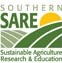 SOUTHERN
SARE
Sustainable Agriculture
Research & Education